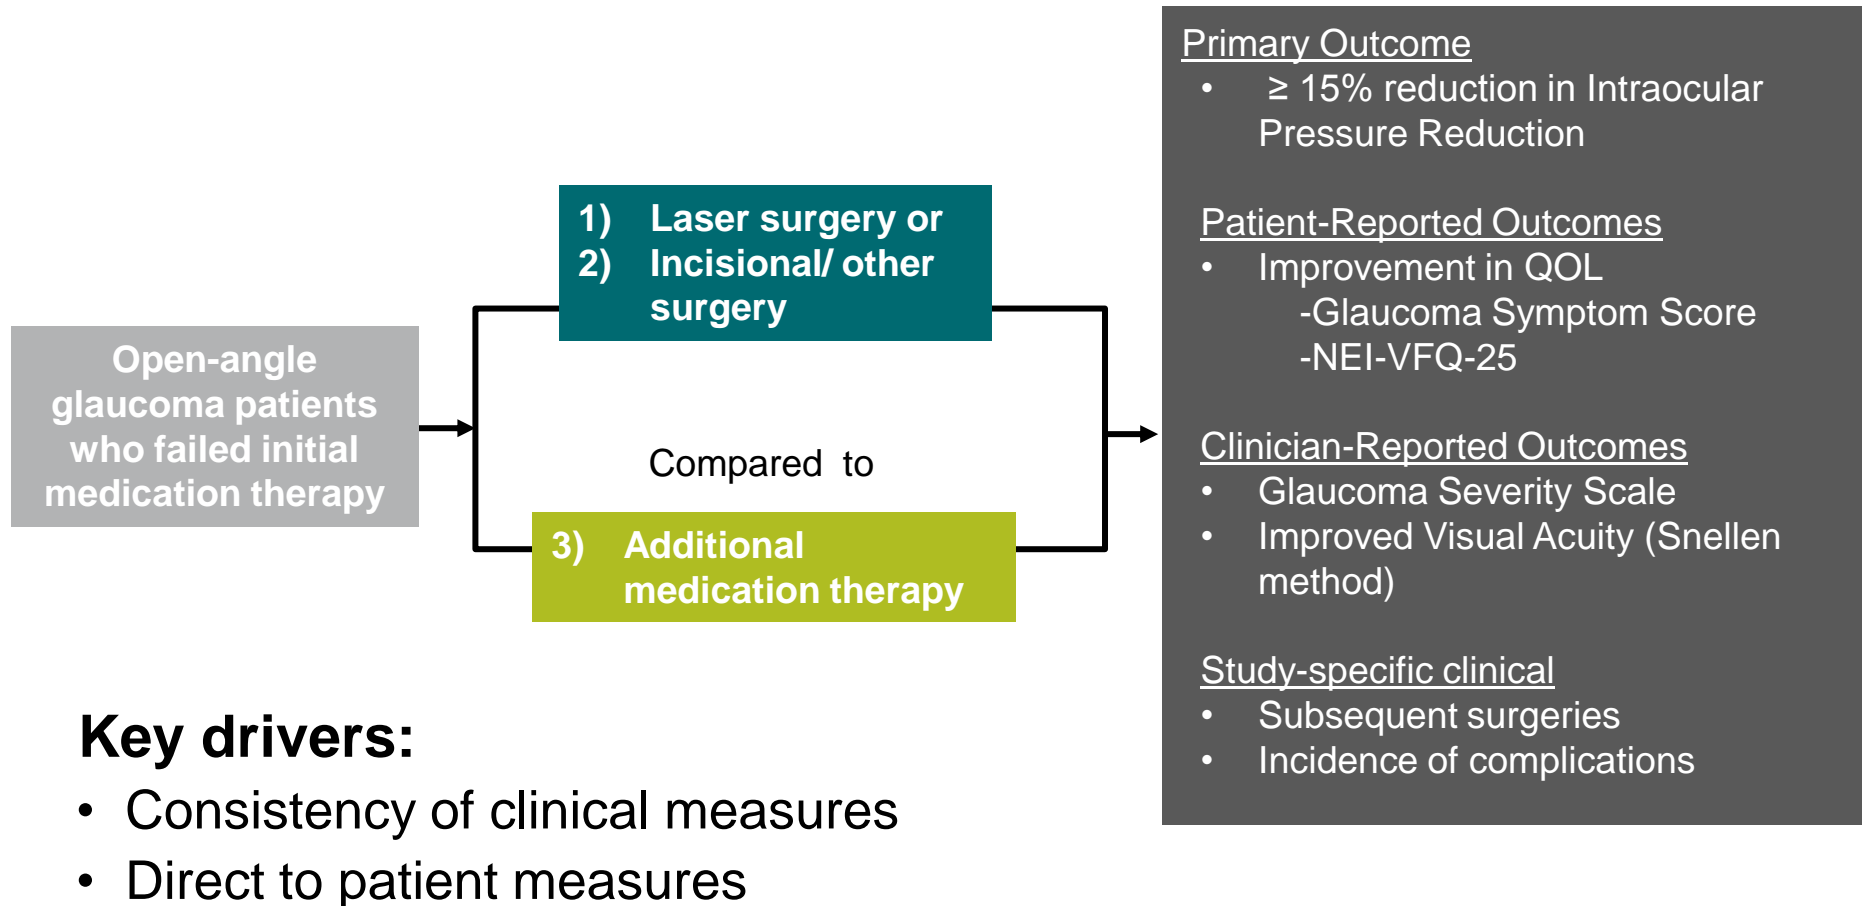 Open-angle
glaucoma patients
who failed initial
medication therapy
1) Laser surgery or
2) Incisional/ other
surgery
Compared to
3) Additional
medication therapy
Primary Outcome
• ≥ 15% reduction in Intraocular
Pressure Reduction
Patient-Reported Outcomes
• Improvement in QOL
-Glaucoma Symptom Score
-NEI-VFQ-25
Clinician-Reported Outcomes
• Glaucoma Severity Scale
• Improved Visual Acuity (Snellen
method)
Study-specific clinical
• Subsequent surgeries
• Incidence of complications
Key drivers:
• Consistency of clinical measures
• Direct to patient measures